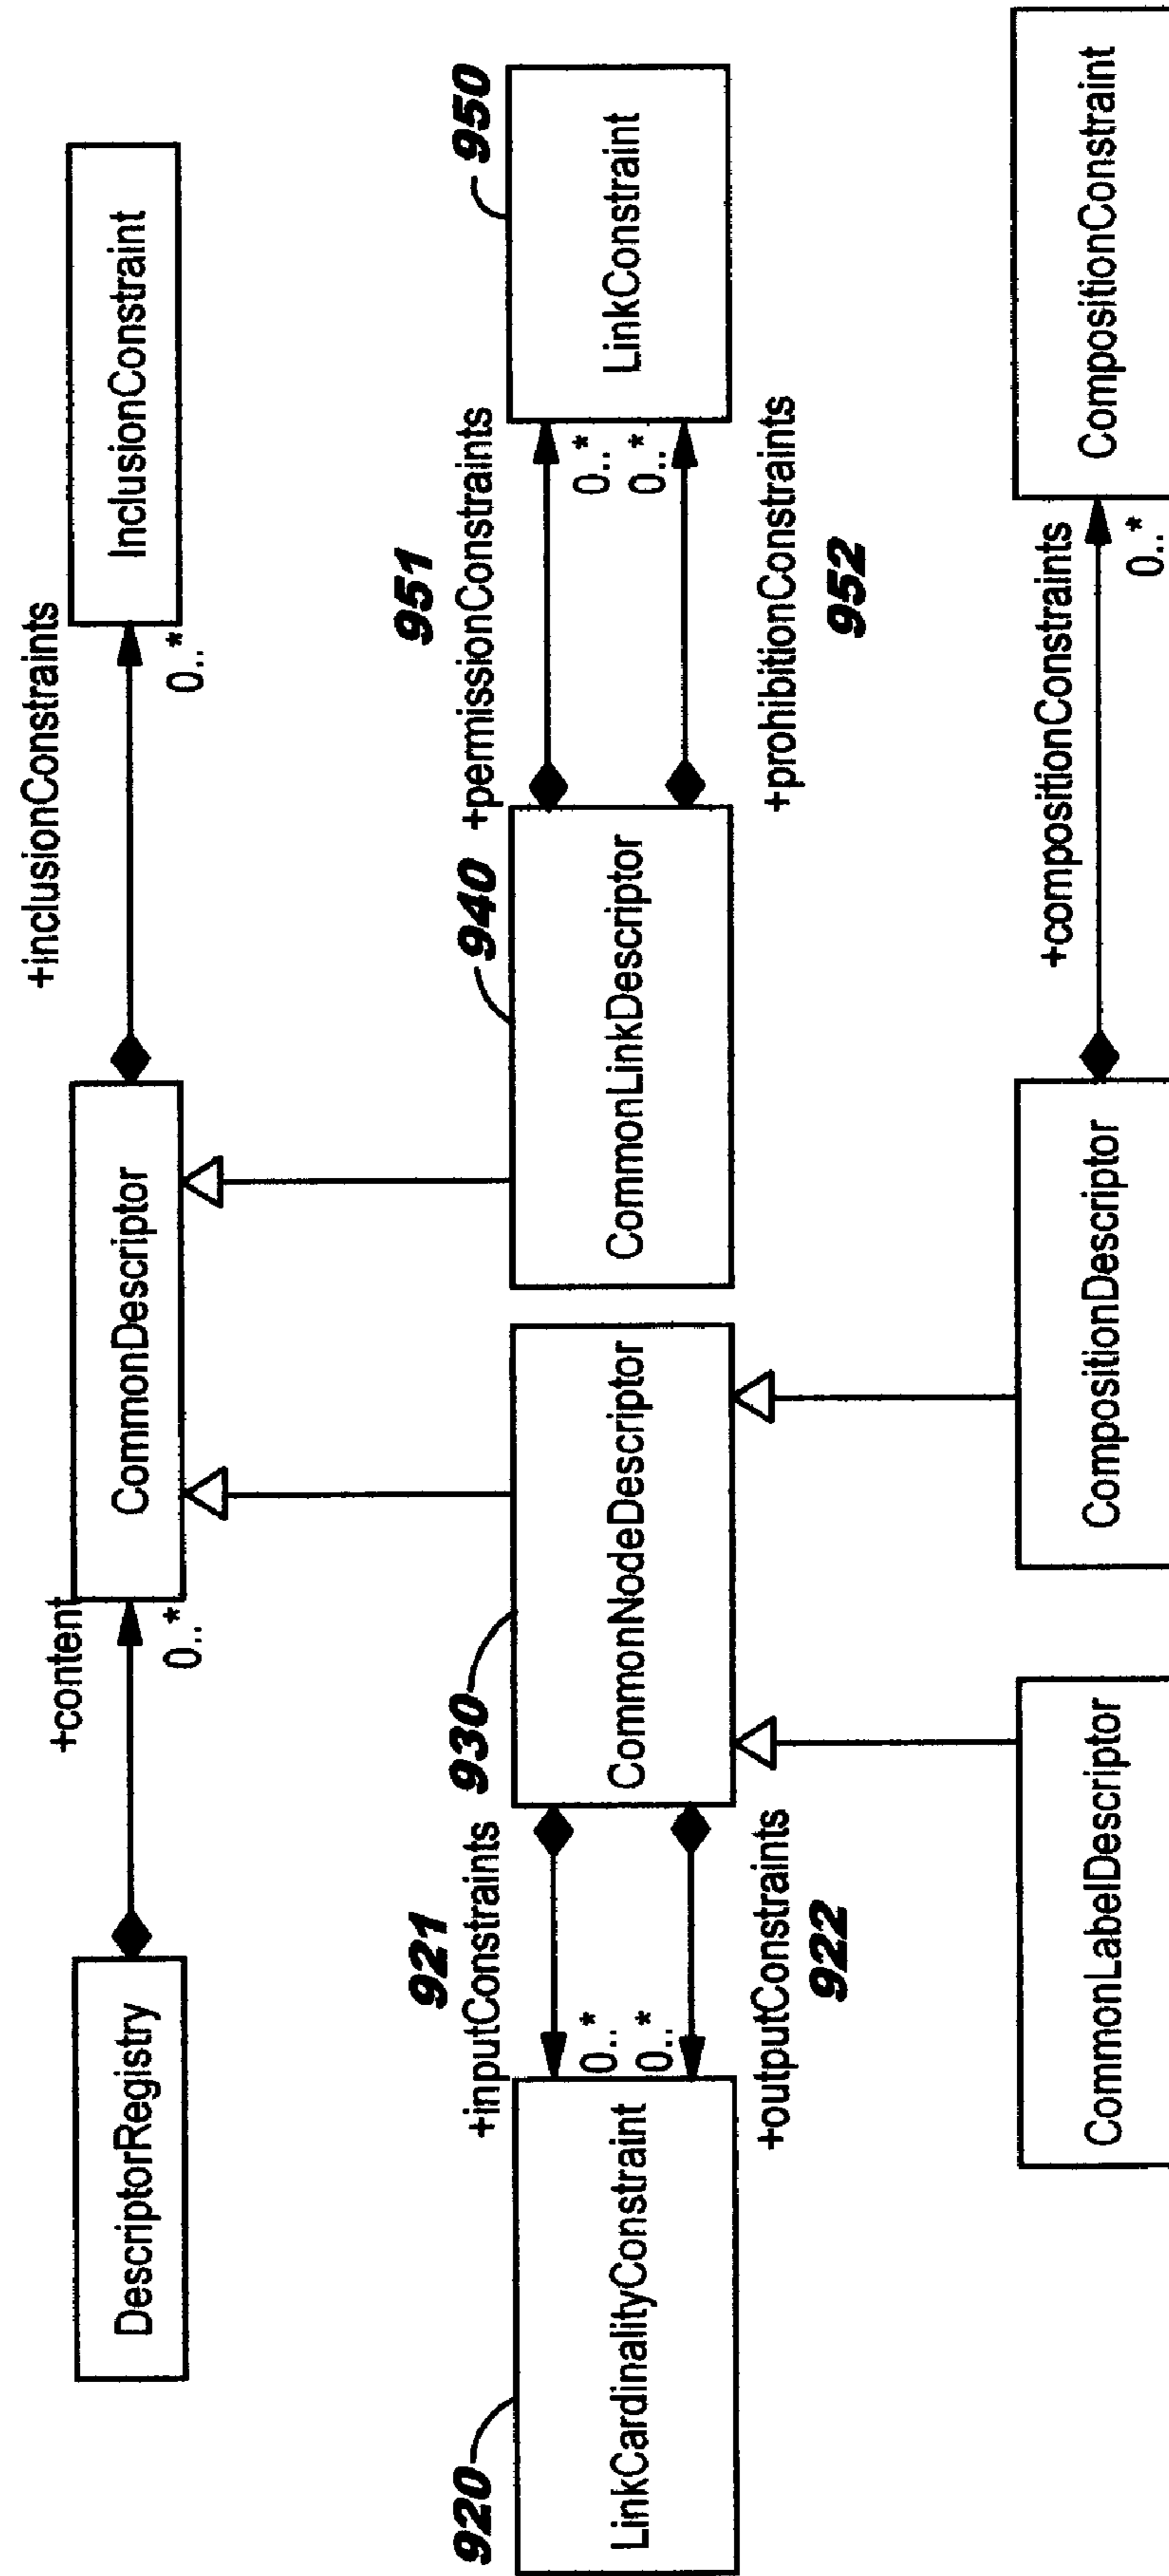 +content
+inclusionConstraints
DescriptorRegistry
CommonDescriptor
InclusionConstraint
0..*
0..*
920
921
930
940
951
950
+inputConstraints
+permissionConstraints
LinkCardinalityConstraint
0..*
0..*
CommonNodeDescriptor
CommonLinkDescriptor
0..*
0..*
LinkConstraint
+outputConstraints
922
+prohibitionConstraints
952
+compositionConstraints
CommonLabelDescriptor
CompositionDescriptor
0..*
CompositionConstraint